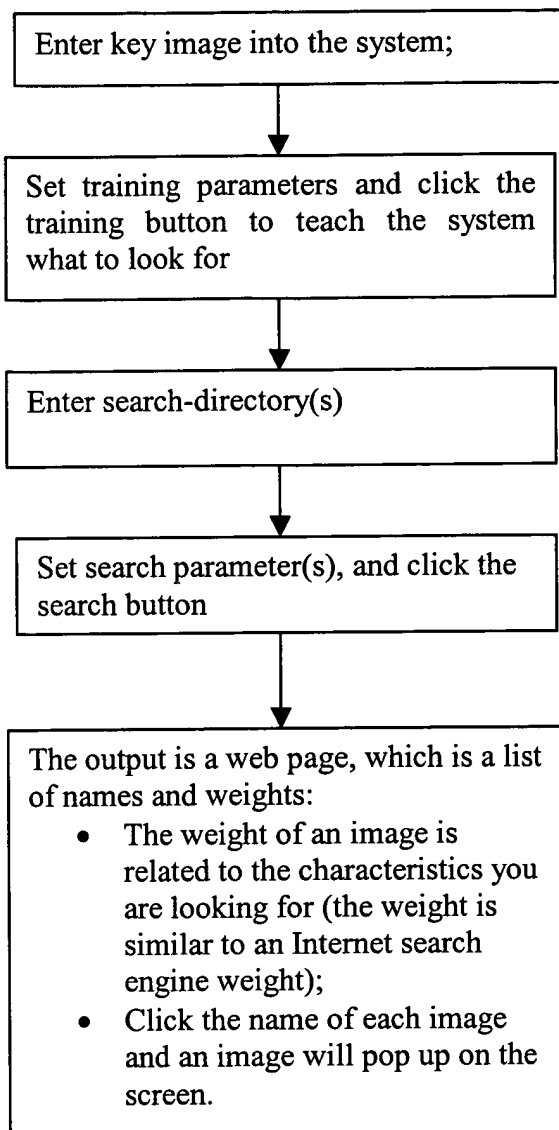 Enter key image into the system;
Set training parameters and click the
training button to teach the system
what to look for
Enter search-directory(s)
Set search parameter(s), and click the
search button
The output is a web page, which is a list
of names and weights:
• The weight of an image is
related to the characteristics you
are looking for (the weight is
similar to an Internet search
engine weight);
• Click the name of each image
and an image will pop up on the
screen.